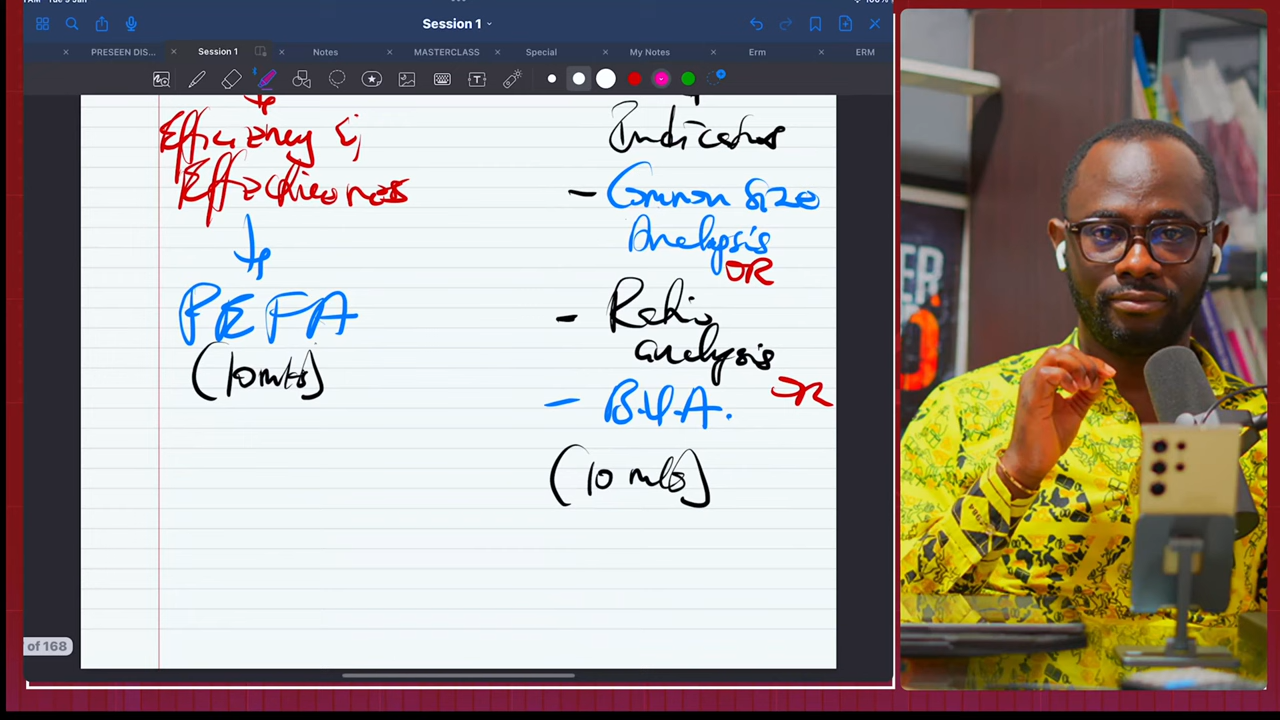 Session 1
PRESEEN DIS...
Session 1
Notes
MASTERCLASS
Special
My Notes
Erm
ERM
Efficiency &
Effectiveness
PEFA
(10mks)
Indicators
- Common Size
Analysis
OR
- Ratio
analysis
OR
- B.V.A.
(10 mks)
of 168